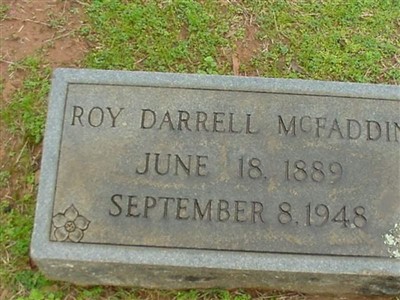 ROY DARRELL McFADDIN
JUNE 18, 1889
SEPTEMBER 8, 1948